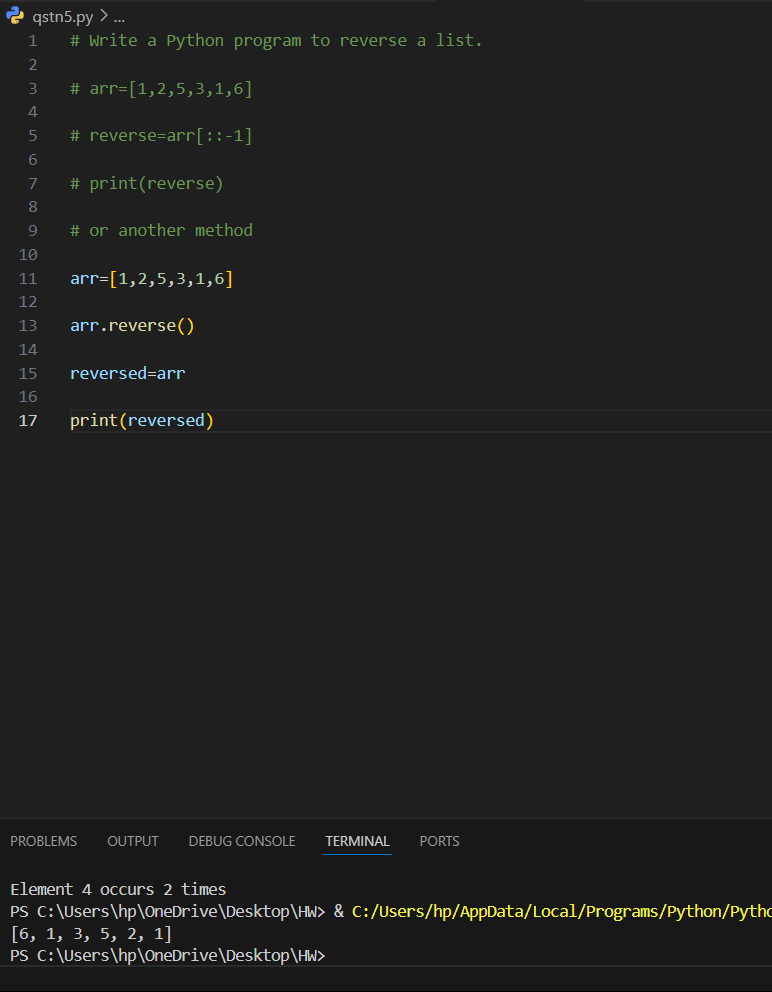 qstn5.py > ...
1 # Write a Python program to reverse a list.
2
3 # arr=[1,2,5,3,1,6]
4
5 # reverse=arr[::-1]
6
7 # print(reverse)
8
9 # or another method
10
11 arr=[1,2,5,3,1,6]
12
13 arr.reverse()
14
15 reversed=arr
16
17 print(reversed)
PROBLEMS OUTPUT DEBUG CONSOLE TERMINAL PORTS
Element 4 occurs 2 times
PS C:\Users\hp\OneDrive\Desktop\HW> & C:/Users/hp/AppData/Local/Programs/Python/Pytho
[6, 1, 3, 5, 2, 1]
PS C:\Users\hp\OneDrive\Desktop\HW>